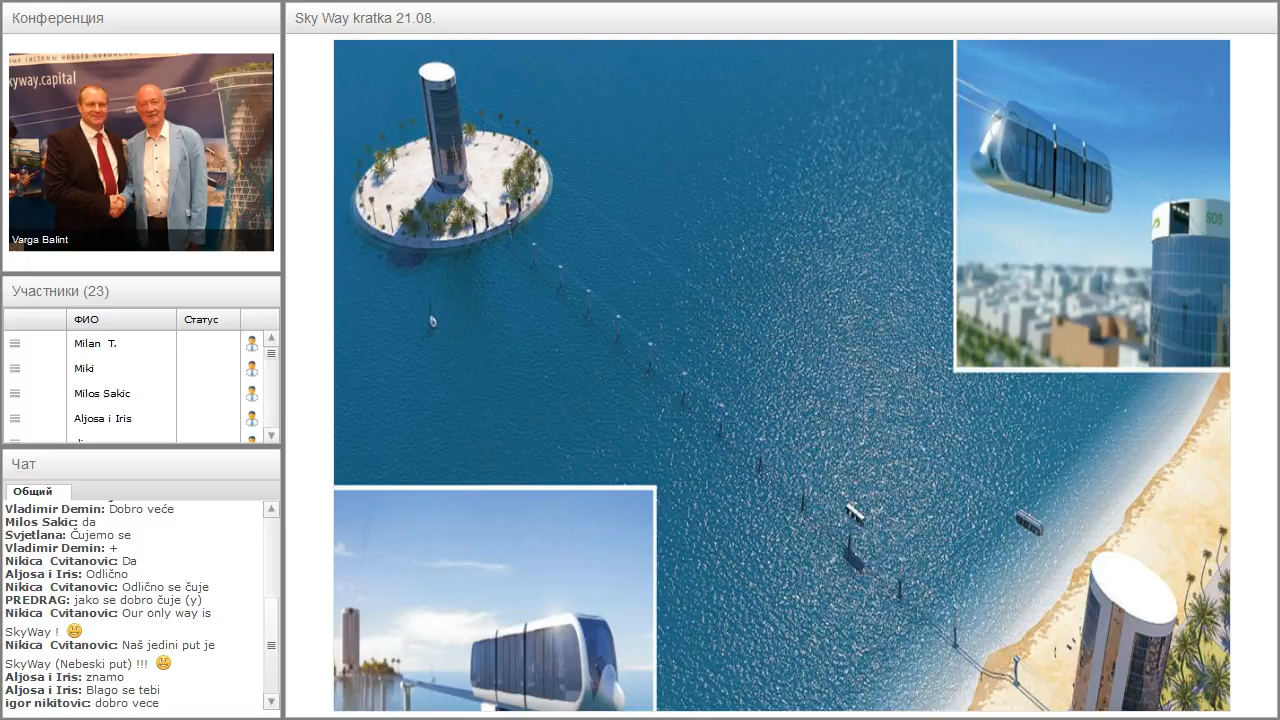 Конференция
Sky Way kratka 21.08.
kyway.capital
Varga Balint
SDS
Участники (23)
ФИО
Статус
Milan T.
Miki
Milos Sakic
Aljosa i Iris
Чат
Общий
Vladimir Demin: Dobro veće
Milos Sakic: da
Svjetlana: Čujemo se
Vladimir Demin: +
Nikica Cvitanovic: Da
Aljosa i Iris: Odlično
Nikica Cvitanovic: Odlično se čuje
PREDRAG: jako se dobro čuje (y)
Nikica Cvitanovic: Our only way is
SkyWay !
Nikica Cvitanovic: Naš jedini put je
SkyWay (Nebeski put) !!!
Aljosa i Iris: znamo
Aljosa i Iris: Blago se tebi
igor nikitovic: dobro vece